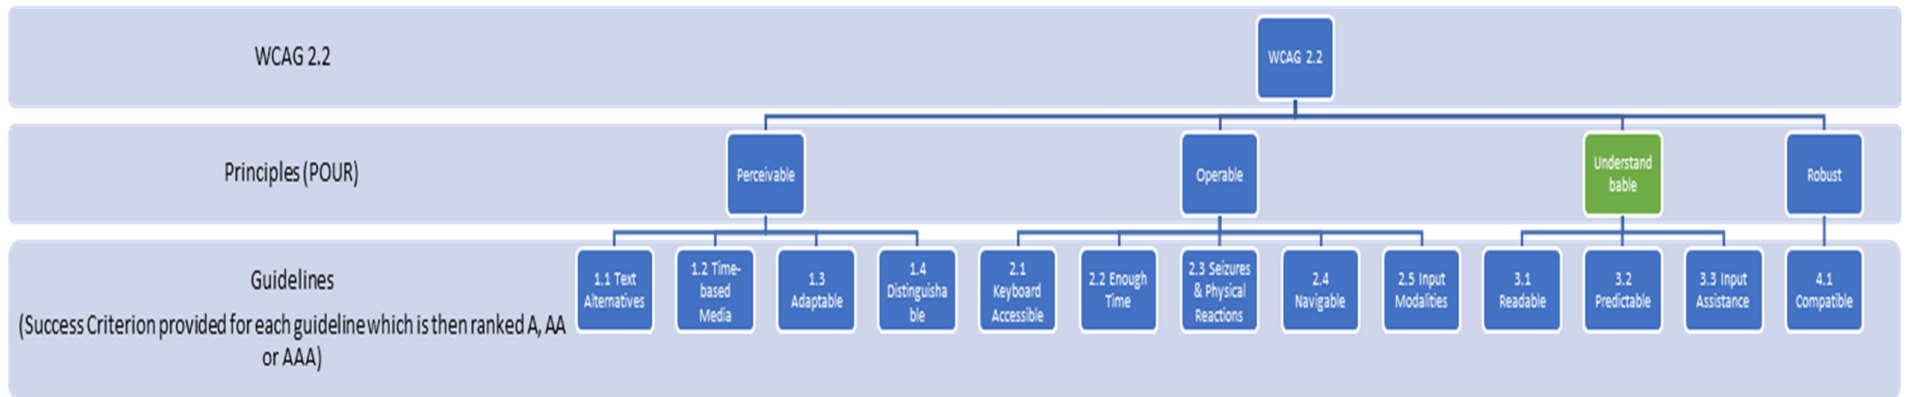 WCAG 2.2
WCAG 2.2
Principles (POUR)
Perceivable
Operable
Understand
bable
Robust
Guidelines
(Success Criterion provided for each guideline which is then ranked A, AA
or AAA)
1.1 Text
Alternatives
1.2 Time-
based
Media
1.3
Adaptable
1.4
Distinguisha
ble
2.1
Keyboard
Accessible
2.2 Enough
Time
2.3 Seizures
& Physical
Reactions
2.4
Navigable
2.5 Input
Modalities
3.1
Readable
3.2
Predictable
3.3 Input
Assistance
4.1
Compatible